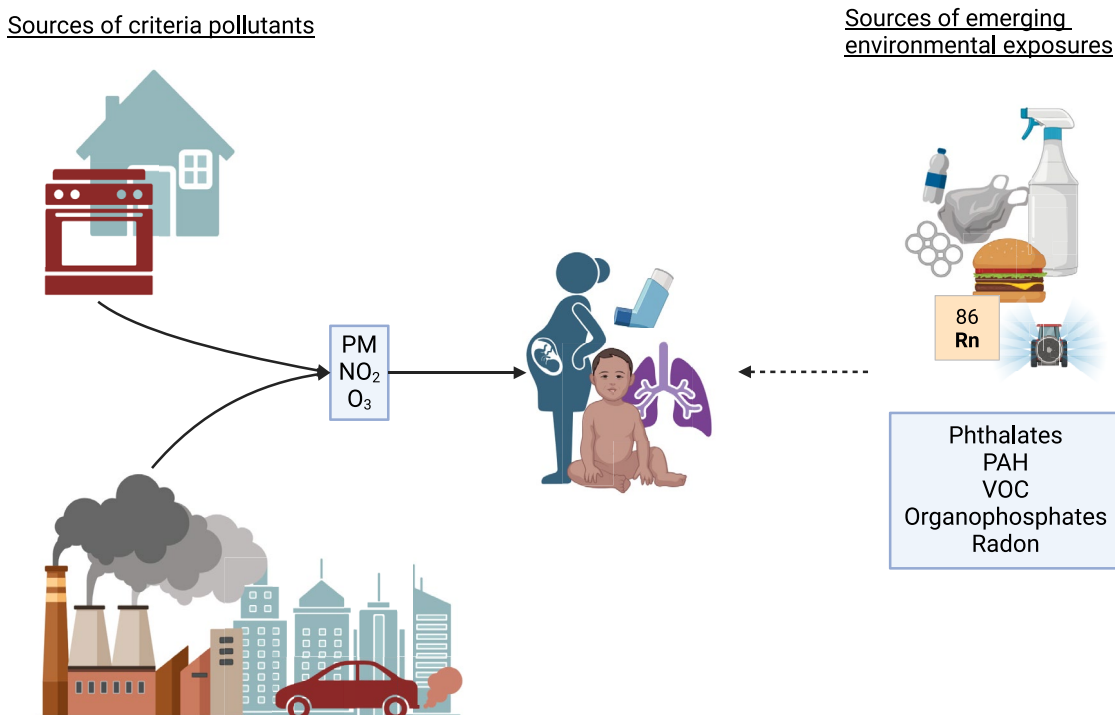 Sources of criteria pollutants
Sources of emerging
environmental exposures
PM
NO₂
O₃
86
Rn
Phthalates
PAH
VOC
Organophosphates
Radon